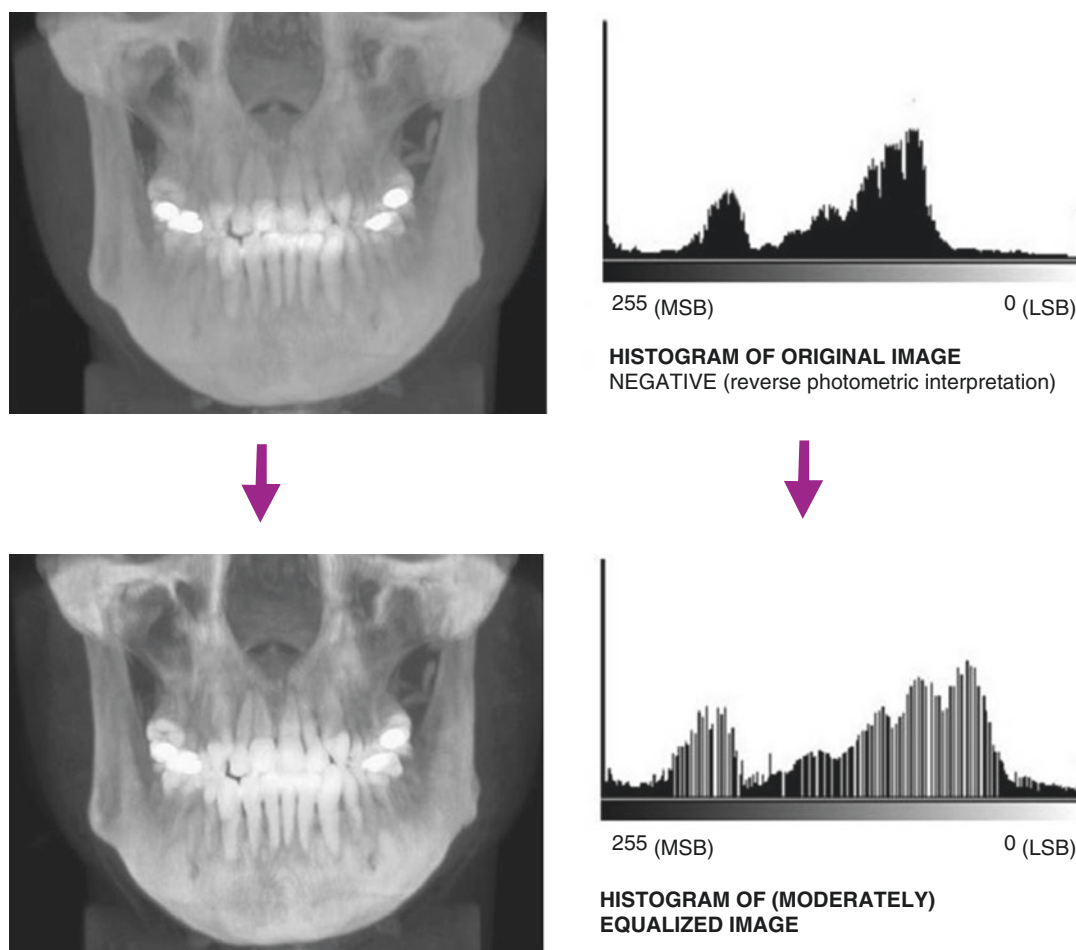 255 (MSB) 0 (LSB)
HISTOGRAM OF ORIGINAL IMAGE
NEGATIVE (reverse photometric interpretation)
255 (MSB) 0 (LSB)
HISTOGRAM OF (MODERATELY)
EQUALIZED IMAGE